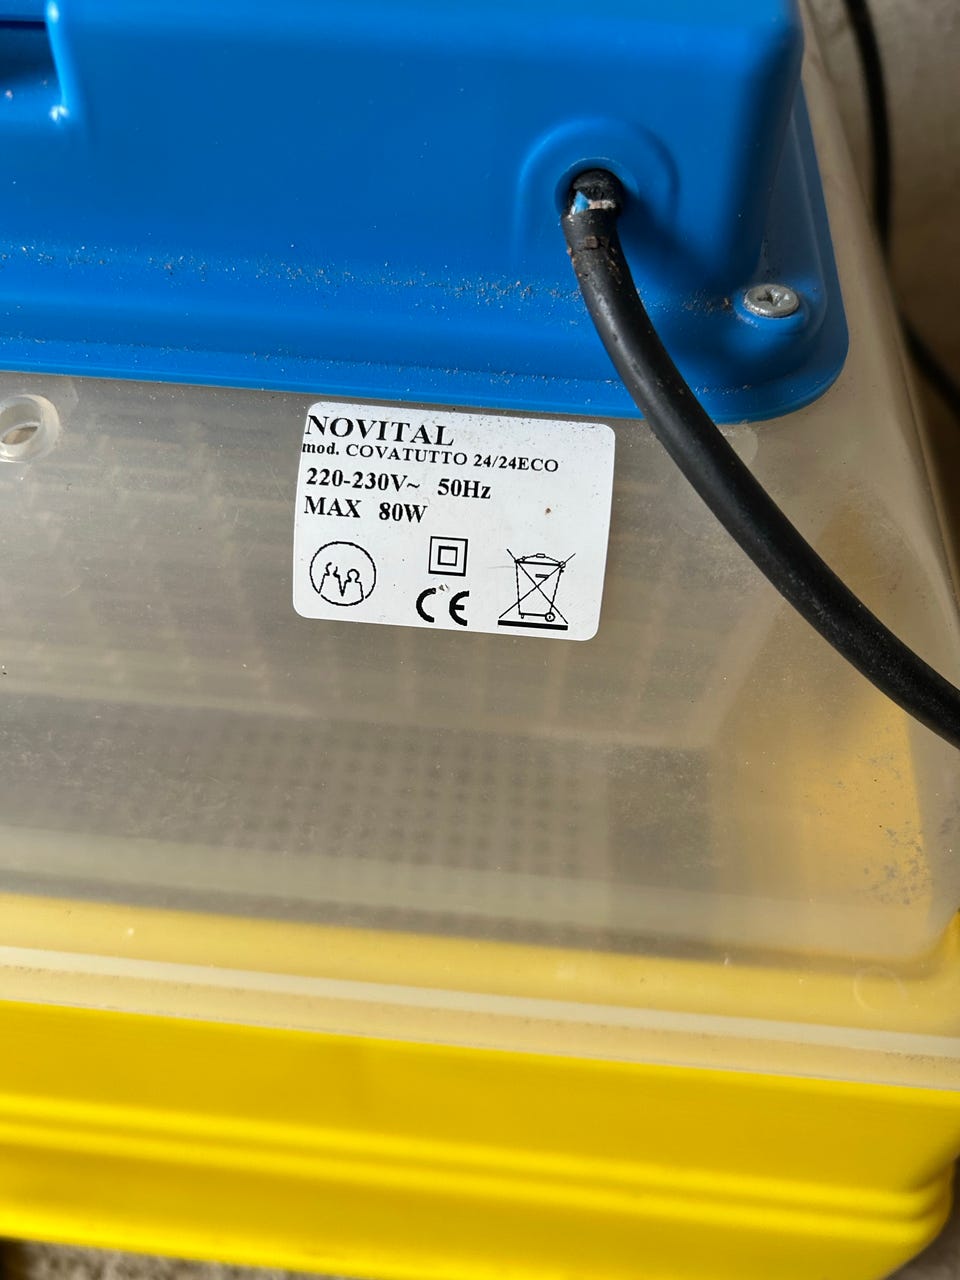 NOVITAL
mod. COVATUTTO 24/24ECO
220-230V~ 50Hz
MAX 80W
CE